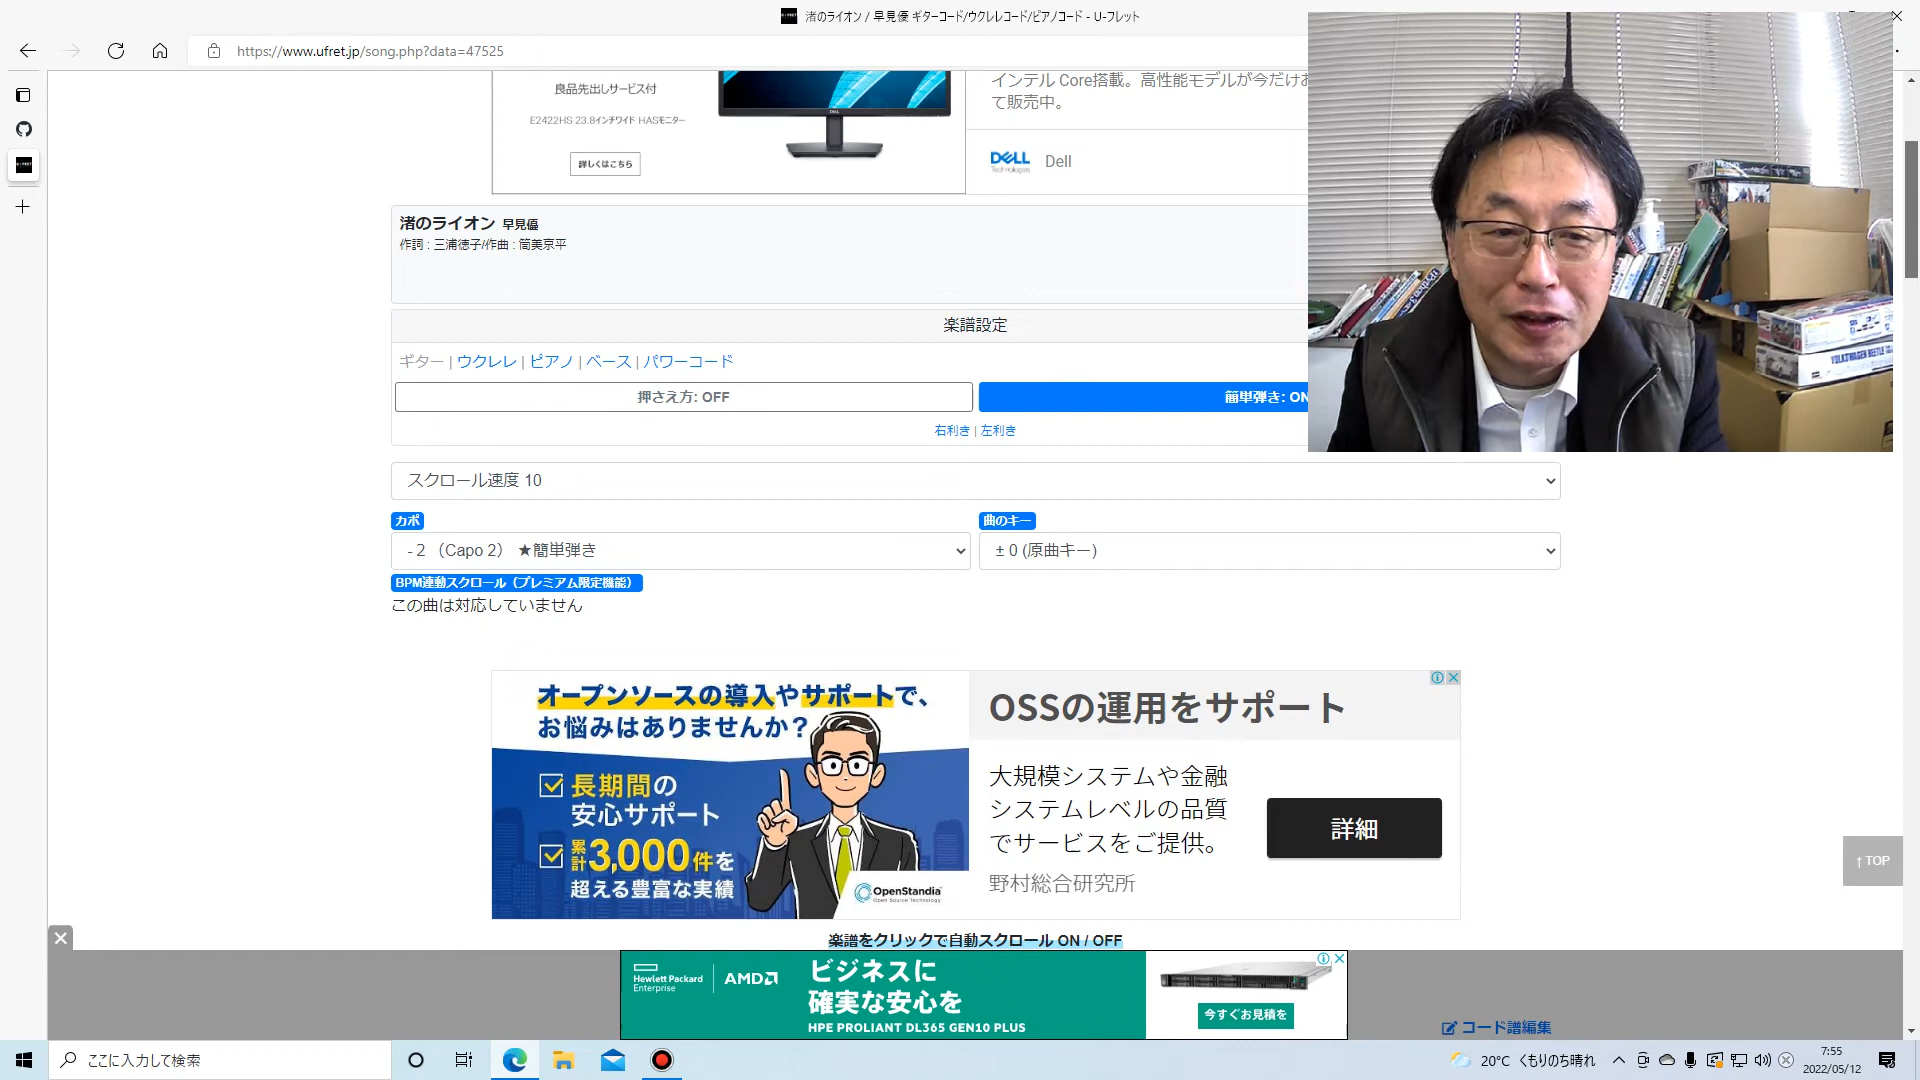 渚のライオン / 早見優 ギターコード/ウクレレコード/ピアノコード - U-フレット
https://www.ufret.jp/song.php?data=47525
良品先出しサービス付
E2422HS 23.8インチワイド HASモニター
詳しくはこちら
インテル Core搭載。高性能モデルが今だけお
て販売中。
DELL Technologies
Dell
渚のライオン 早見優
作詞 : 三浦徳子/作曲 : 筒美京平
楽譜設定
ギター | ウクレレ | ピアノ | ベース | パワーコード
押さえ方: OFF
簡単弾き: ON
右利き | 左利き
スクロール速度 10
カポ
曲のキー
- 2 （Capo 2） ★簡単弾き
± 0 (原曲キー)
BPM連動スクロール（プレミアム限定機能）
この曲は対応していません
オープンソースの導入やサポートで、
お悩みはありませんか？
長期間の
安心サポート
累計3,000件を
超える豊富な実績
OpenStandia
Open Source Technology
OSSの運用をサポート
大規模システムや金融
システムレベルの品質
でサービスをご提供。
野村総合研究所
詳細
↑ TOP
楽譜をクリックで自動スクロール ON / OFF
Hewlett Packard
Enterprise
AMD
ビジネスに
確実な安心を
HPE PROLIANT DL365 GEN10 PLUS
今すぐお見積を
コード譜編集
VOLKSWAGEN BEETLE
ここに入力して検索
20°C くもりのち晴れ
7:55
2022/05/12